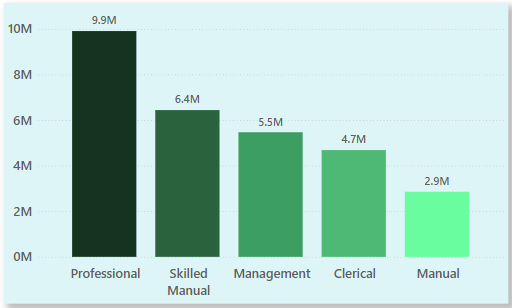 9.9M
10M
8M
6.4M
6M
5.5M
4.7M
4M
2.9M
2M
0M
Professional
Skilled
Manual
Management
Clerical
Manual